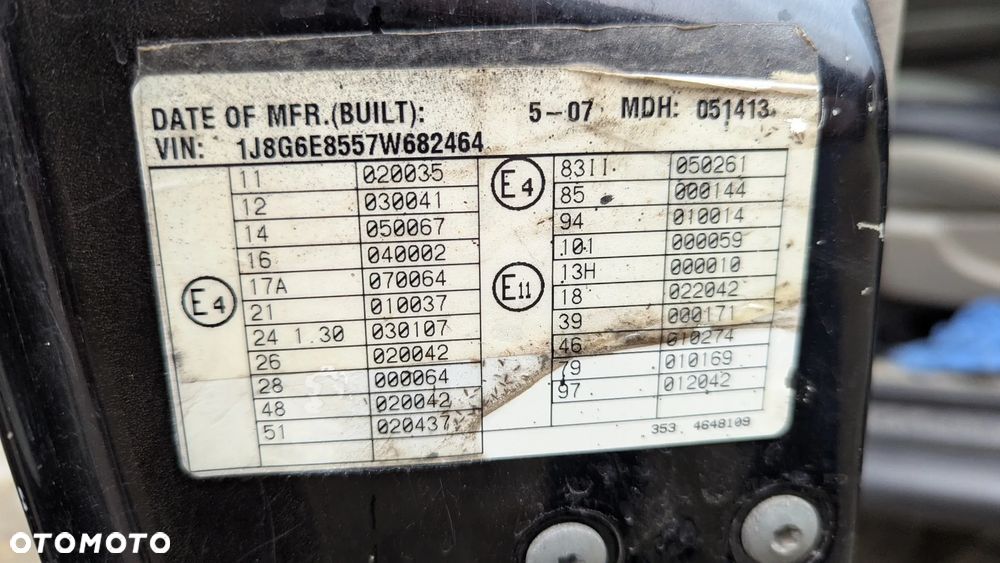 DATE OF MFR.(BUILT): 5-07 MDH: 051413
VIN: 1J8G6E8557W682464
11 020035
12 030041
14 050067
16 040002
17A 070064
21 010037
24 1.30 030107
26 020042
28 000064
48 020042
51 020437
E4
E4
83II 050261
85 000144
94 010014
101 000059
13H 000010
18 022042
39 000171
46 010274
79 010169
97 012042
E11
353 4648109
OTOMOTO